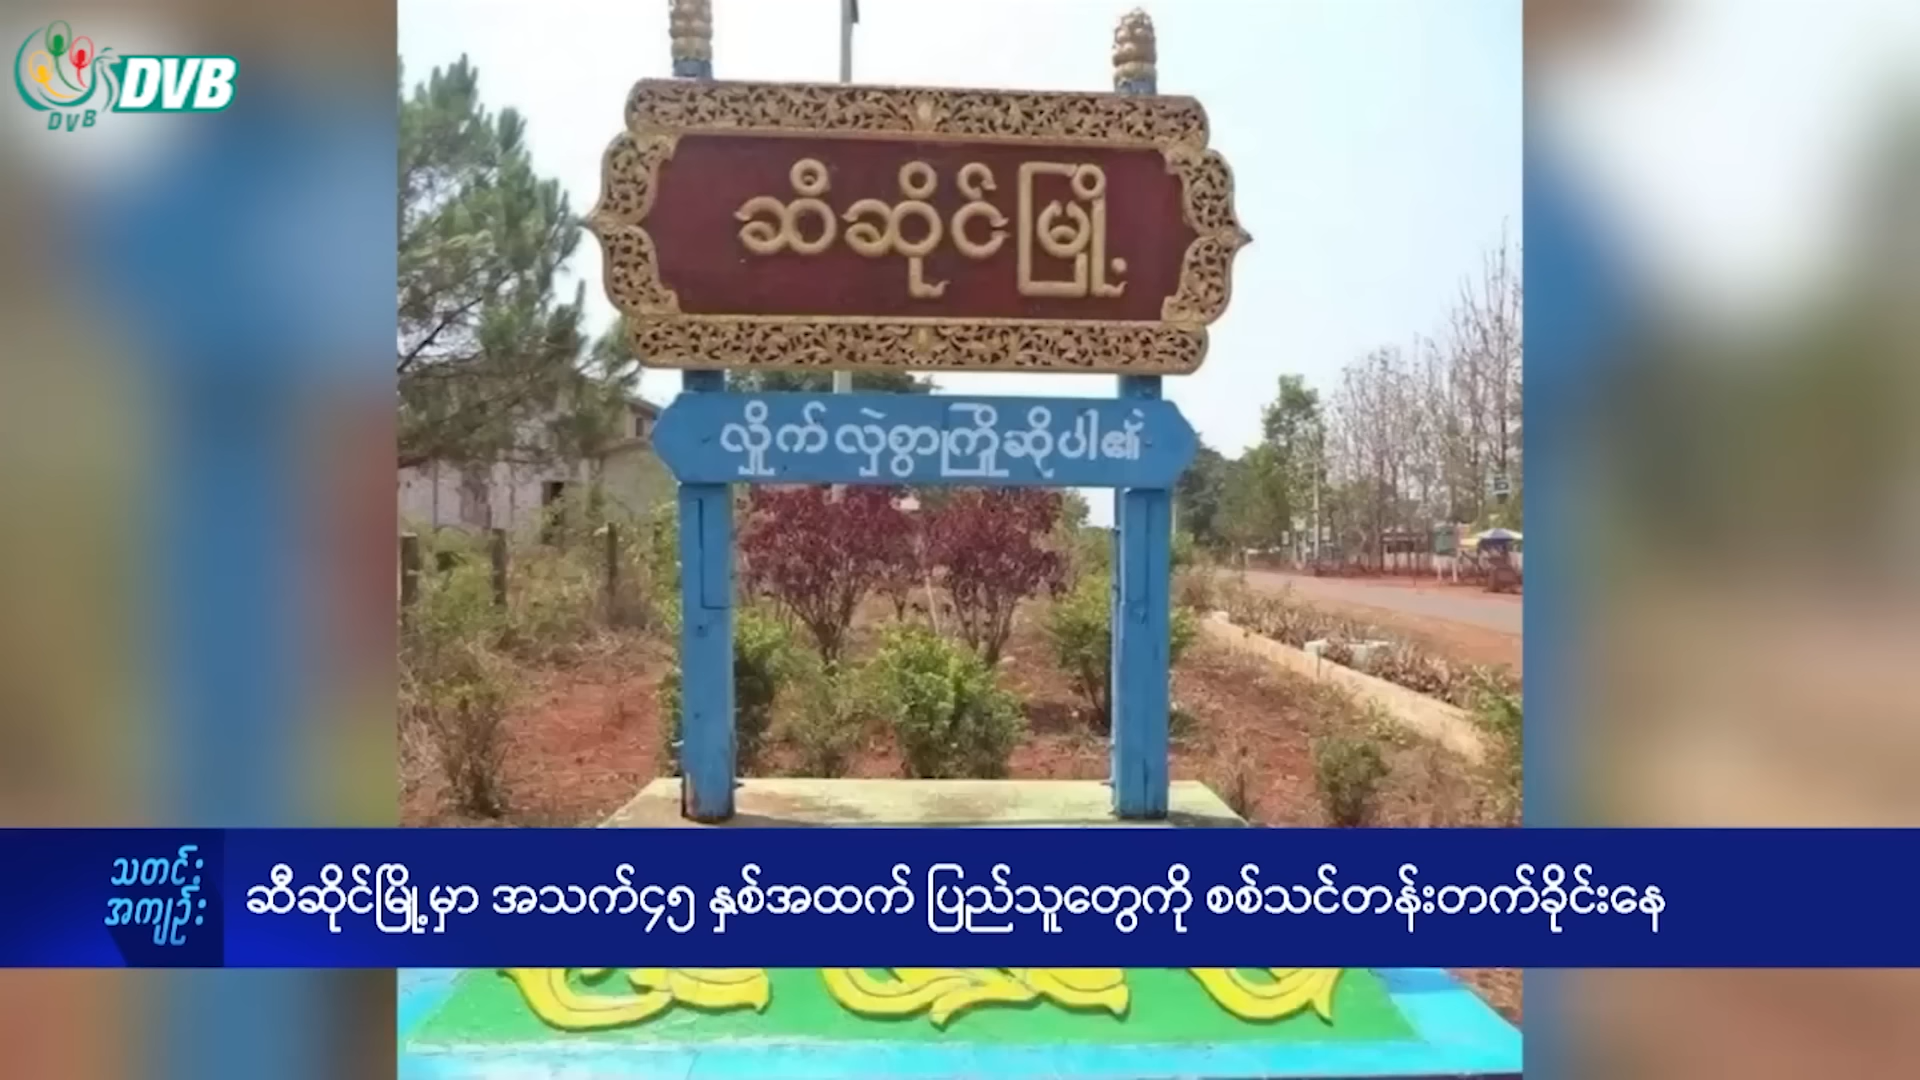 DVB
DVB
ဆီဆိုင်မြို့
လှိုက်လှဲစွာကြိုဆိုပါ၏
သတင်း
အကျဉ်း
ဆီဆိုင်မြို့မှာ အသက်၄၅ နှစ်အထက် ပြည်သူတွေကို စစ်သင်တန်းတက်ခိုင်းနေ